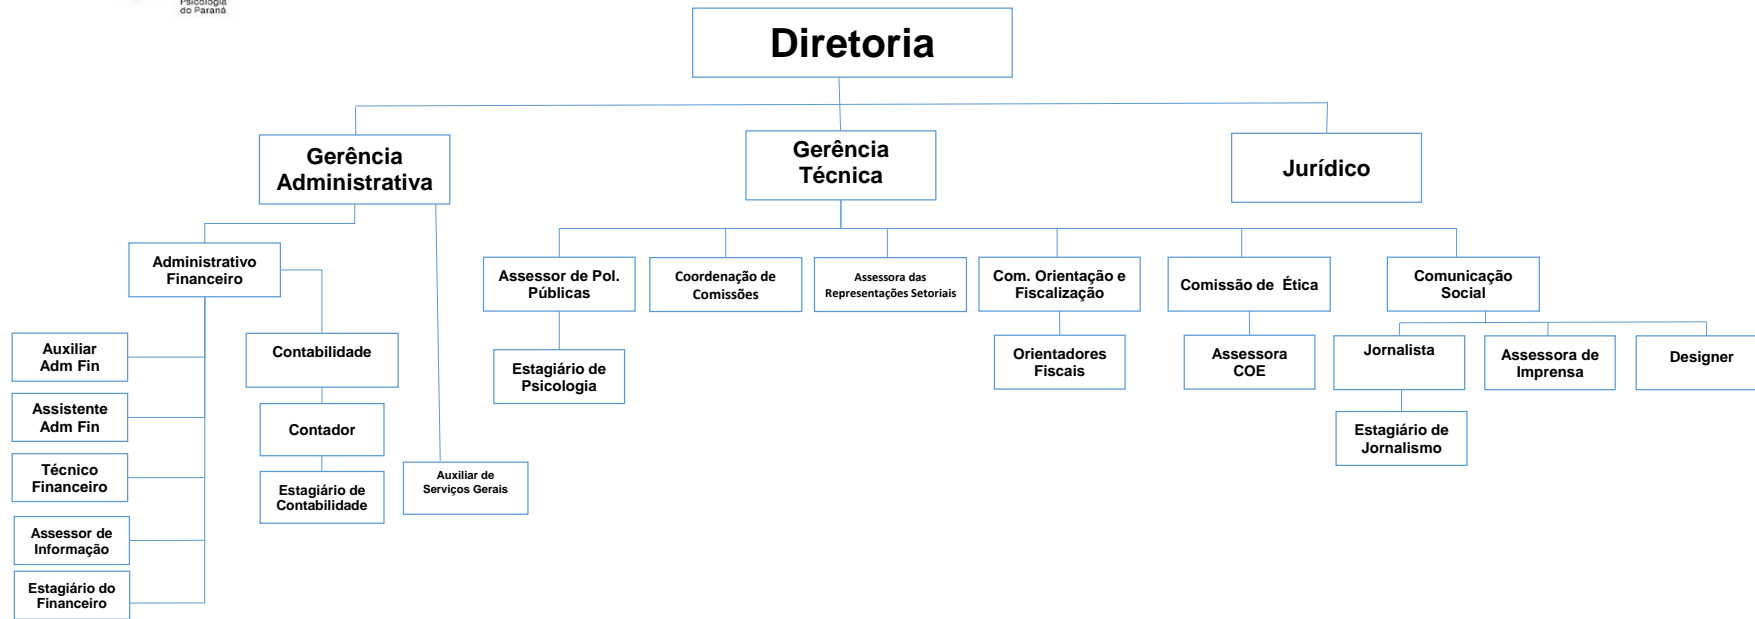 Psicologia
do Paraná
Diretoria
Gerência
Administrativa
Gerência
Técnica
Jurídico
Administrativo
Financeiro
Assessor de Pol.
Públicas
Coordenação de
Comissões
Assessora das
Representações Setoriais
Com. Orientação e
Fiscalização
Comissão de  Ética
Comunicação
Social
Auxiliar
Adm Fin
Contabilidade
Estagiário de
Psicologia
Orientadores
Fiscais
Assessora
COE
Jornalista
Assessora de
Imprensa
Designer
Assistente
Adm Fin
Contador
Estagiário de
Jornalismo
Técnico
Financeiro
Estagiário de
Contabilidade
Auxiliar de
Serviços Gerais
Assessor de
Informação
Estagiário do
Financeiro